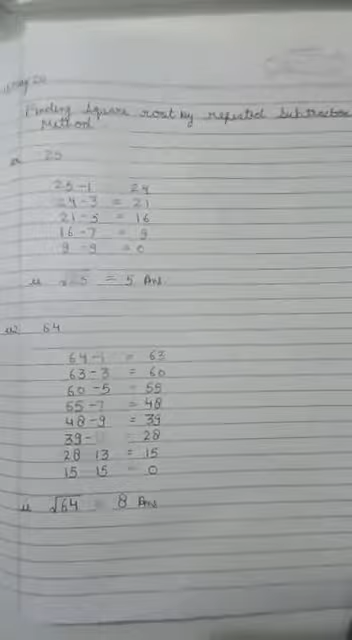 Finding square root by repeated subtraction
Method
25
25-1 24
24-3 = 21
21-5 = 16
16-7 = 9
9 - 9 = 0
√25 = 5 Ans
64
64-1 = 63
63-3 = 60
60-5 = 55
55-7 = 48
48-9 = 39
39- 28
28 13 = 15
15 15 = 0
√64 = 8 Ans